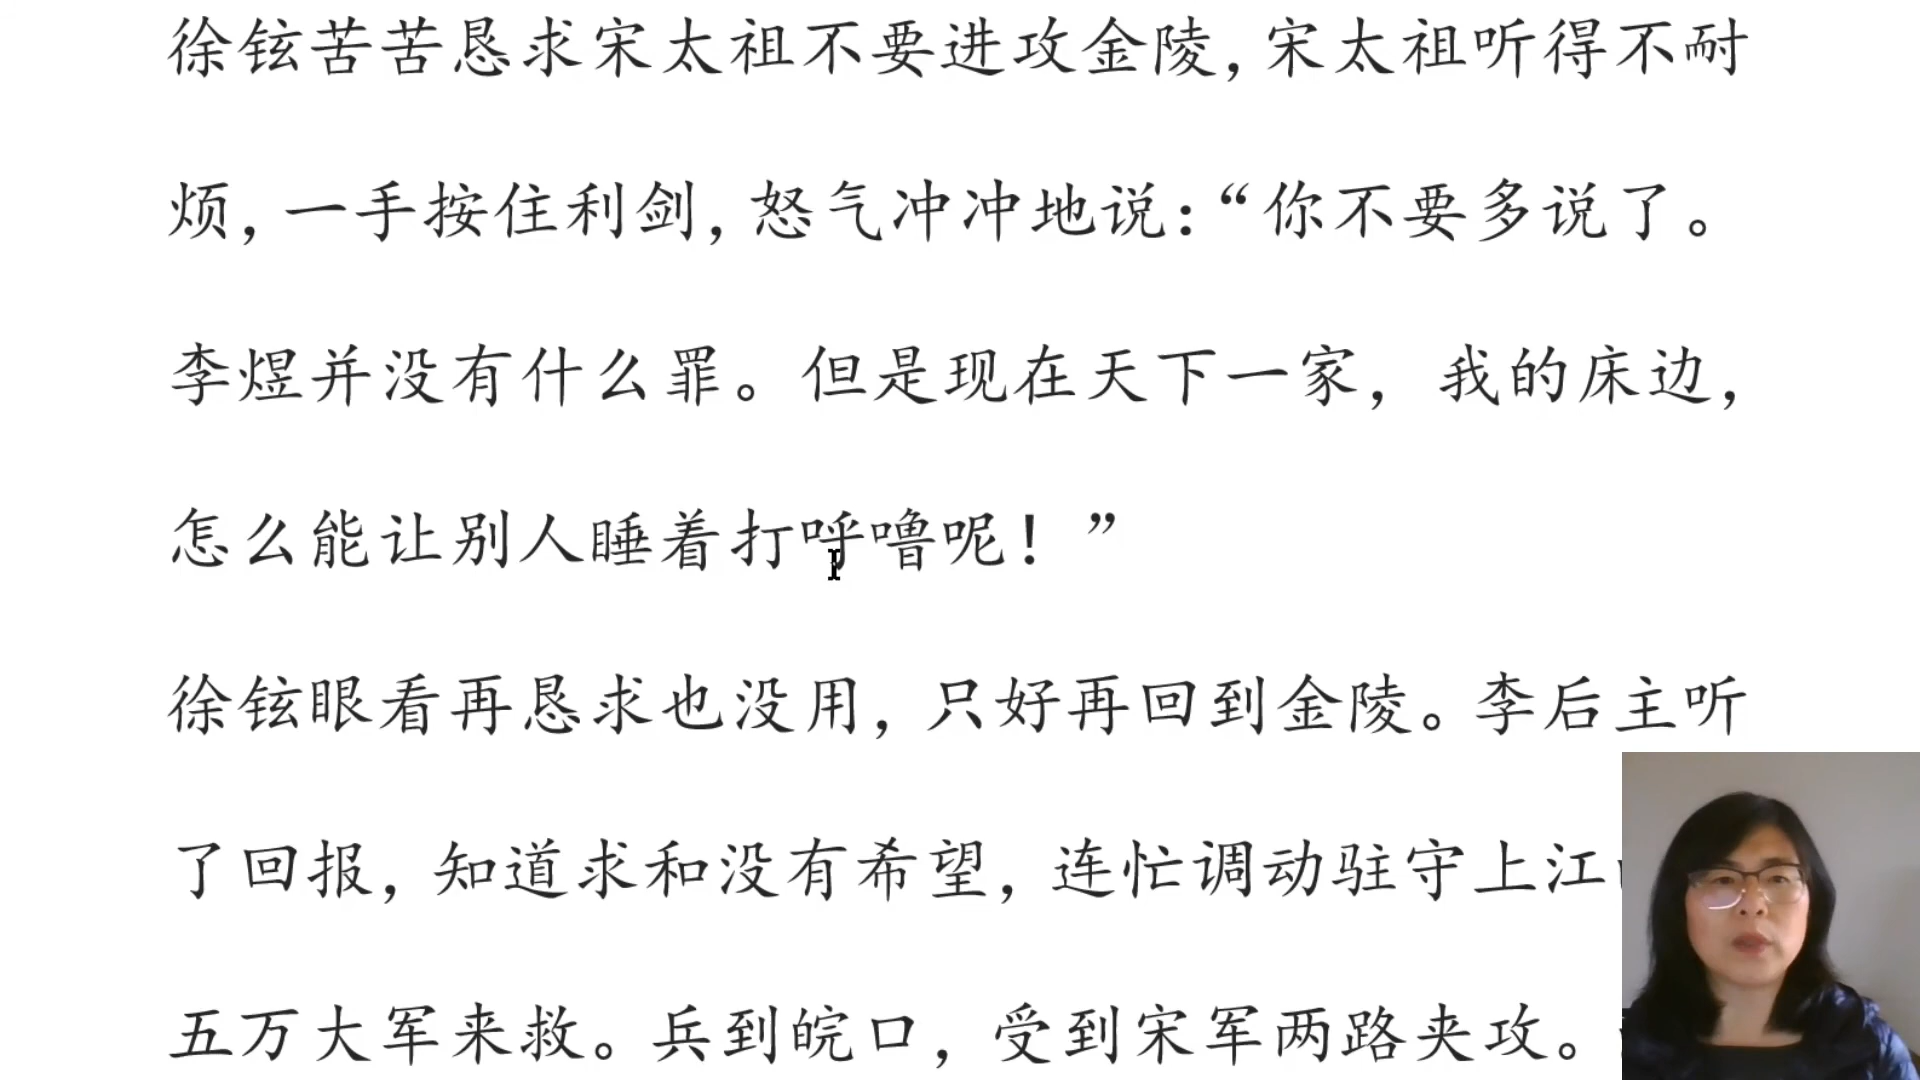 徐铉苦苦恳求宋太祖不要进攻金陵,宋太祖听得不耐
烦,一手按住利剑,怒气冲冲地说:“你不要多说了。
李煜并没有什么罪。但是现在天下一家,我的床边,
怎么能让别人睡着打呼噜呢!”
徐铉眼看再恳求也没用,只好再回到金陵。李后主听
了回报,知道求和没有希望,连忙调动驻守上江
五万大军来救。兵到皖口,受到宋军两路夹攻。